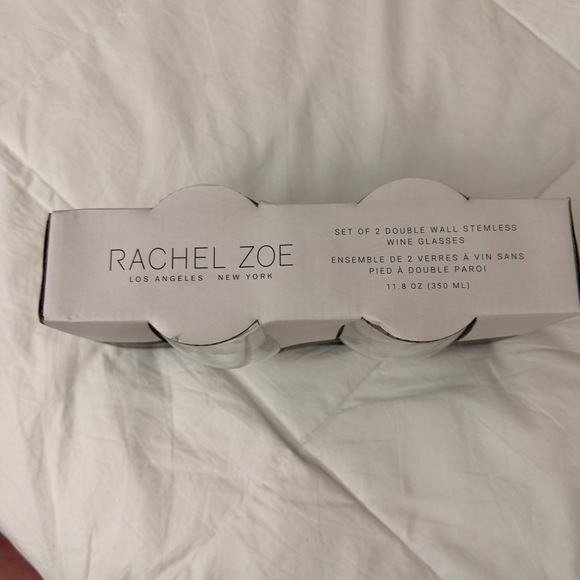 RACHEL ZOE
LOS ANGELES NEW YORK
SET OF 2 DOUBLE WALL STEMLESS
WINE GLASSES
ENSEMBLE DE 2 VERRES À VIN SANS
PIED À DOUBLE PAROI
11.8 OZ (350 ML)